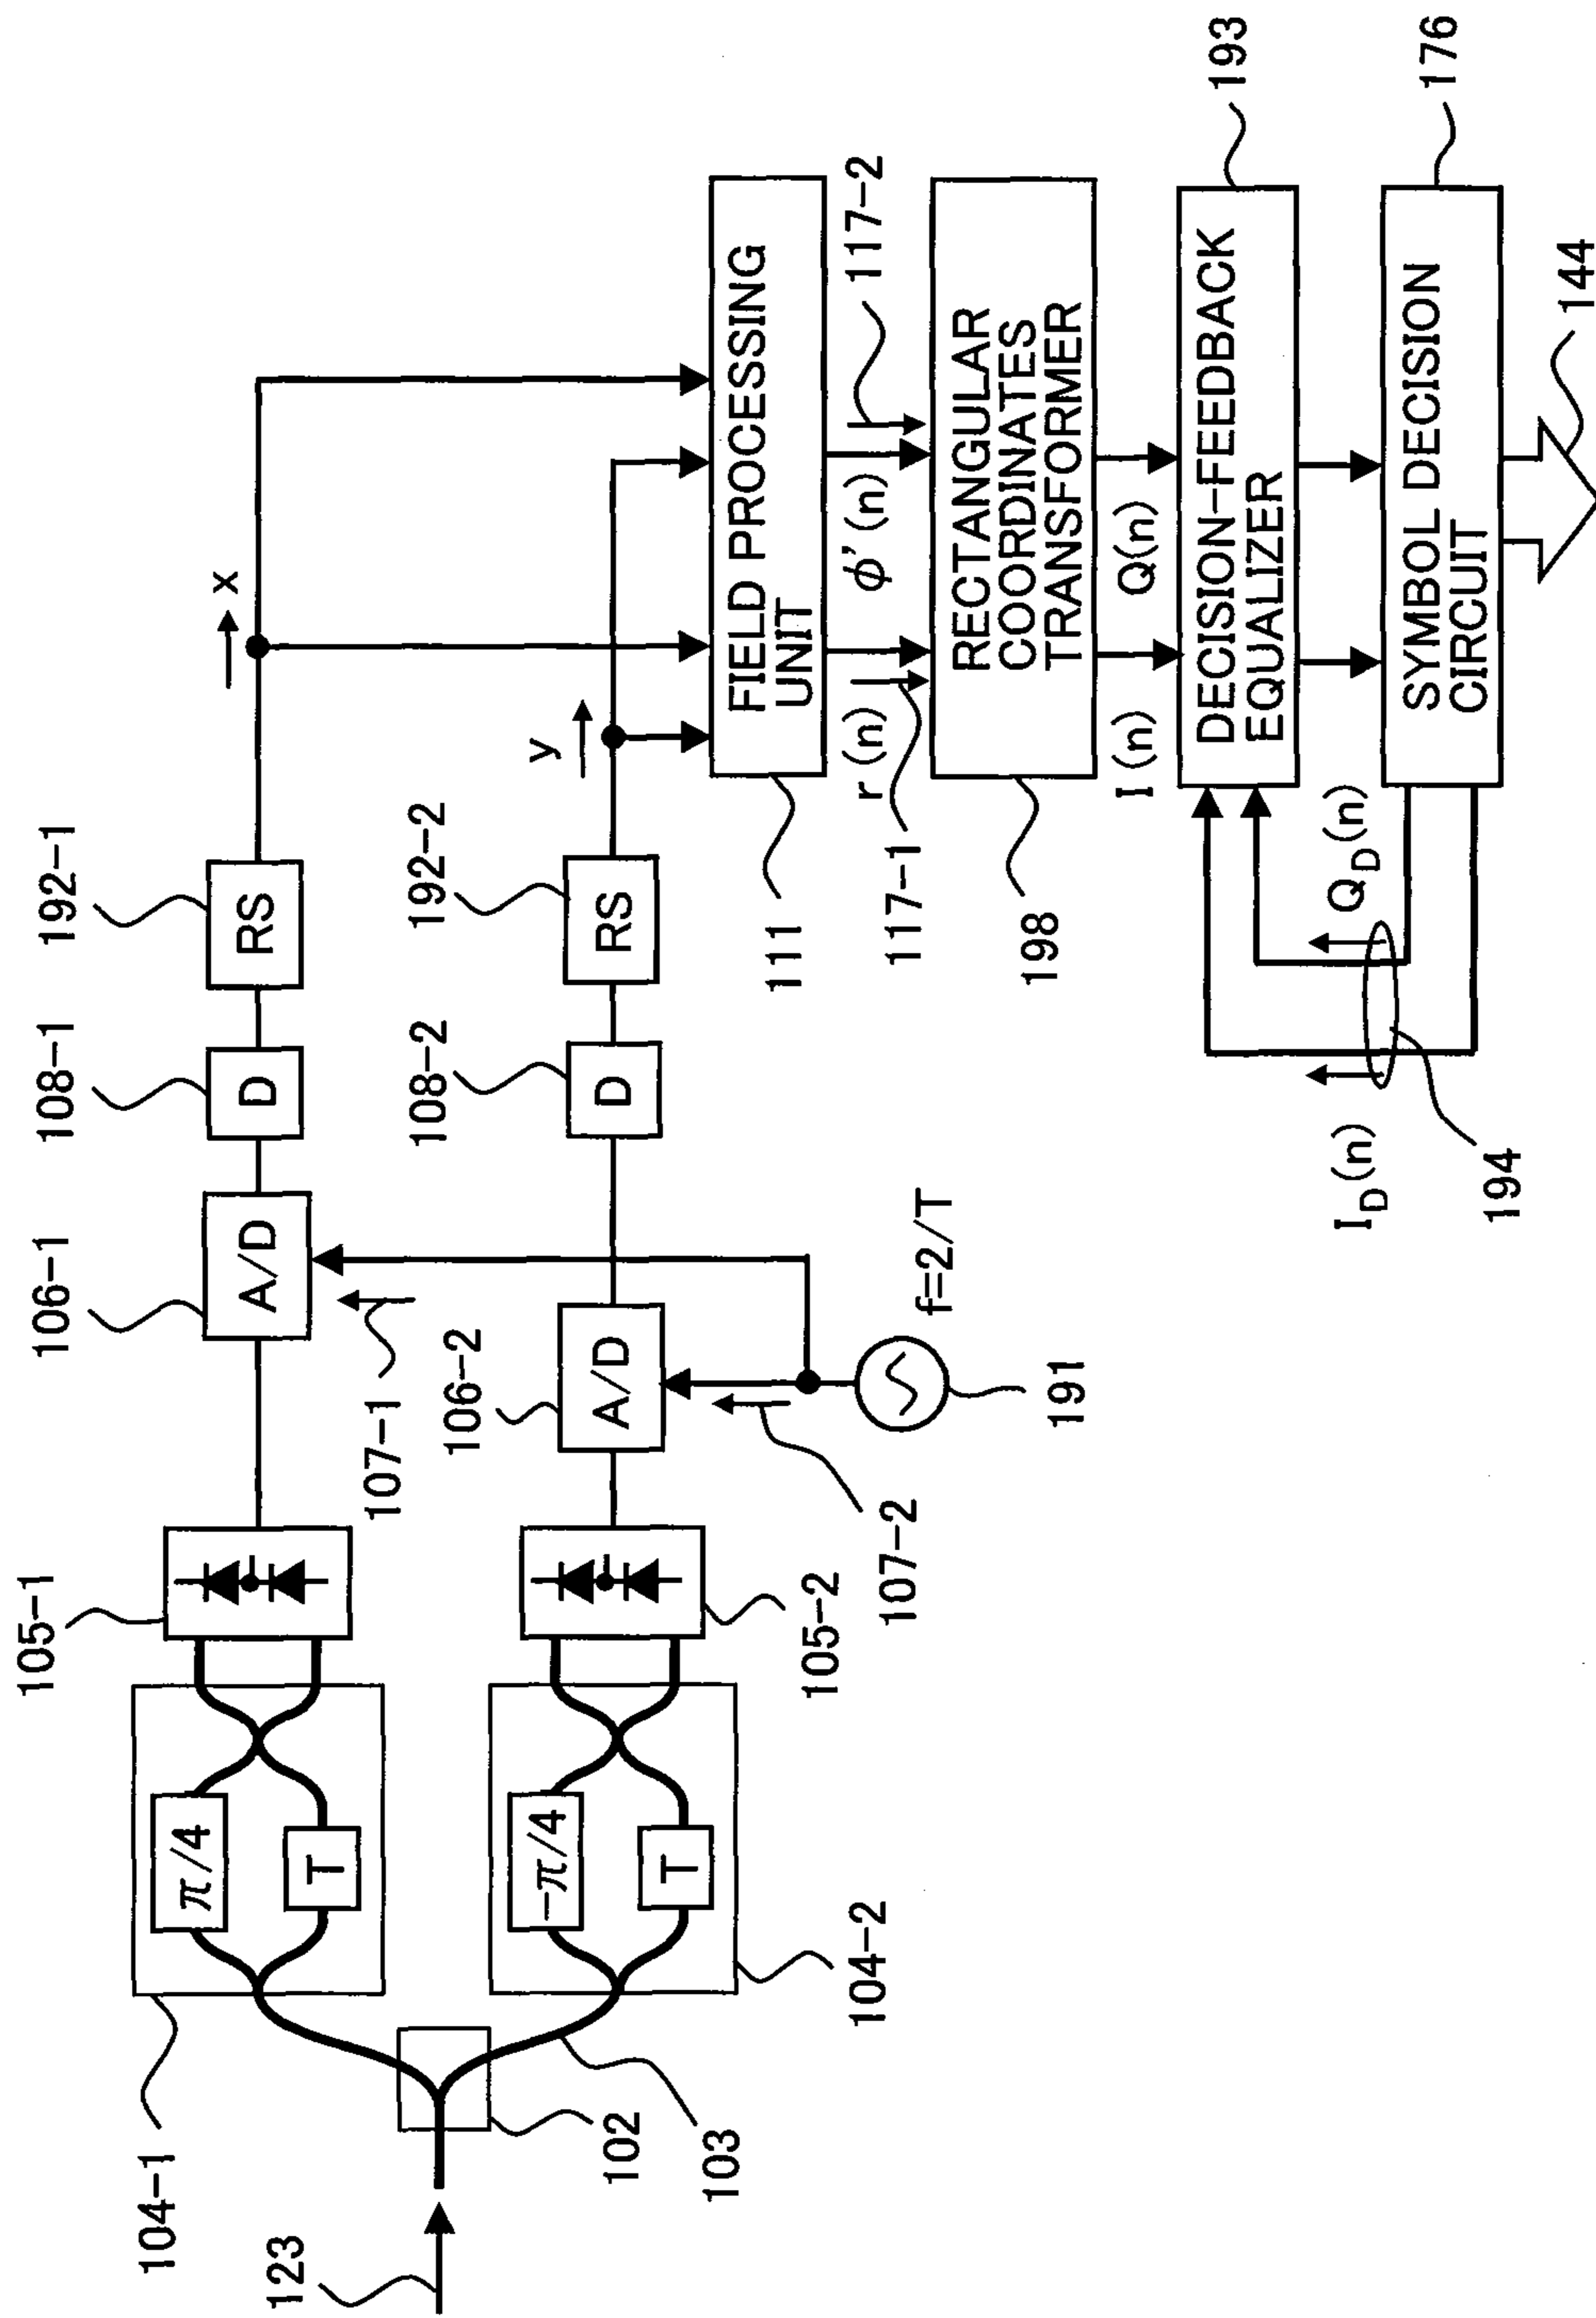 123
102
103
104-1
π/4
T
104-2
-π/4
T
105-1
105-2
106-1
A/D
107-1
106-2
A/D
107-2
191
f=2/T
108-1
D
108-2
D
192-1
RS
192-2
RS
x
y
FIELD PROCESSING
UNIT
111
r(n)
117-1
φ'(n)
117-2
RECTANGULAR
COORDINATES
TRANSFORMER
198
I(n)
Q(n)
DECISION-FEEDBACK
EQUALIZER
193
Q_D(n)
I_D(n)
194
SYMBOL DECISION
CIRCUIT
176
144